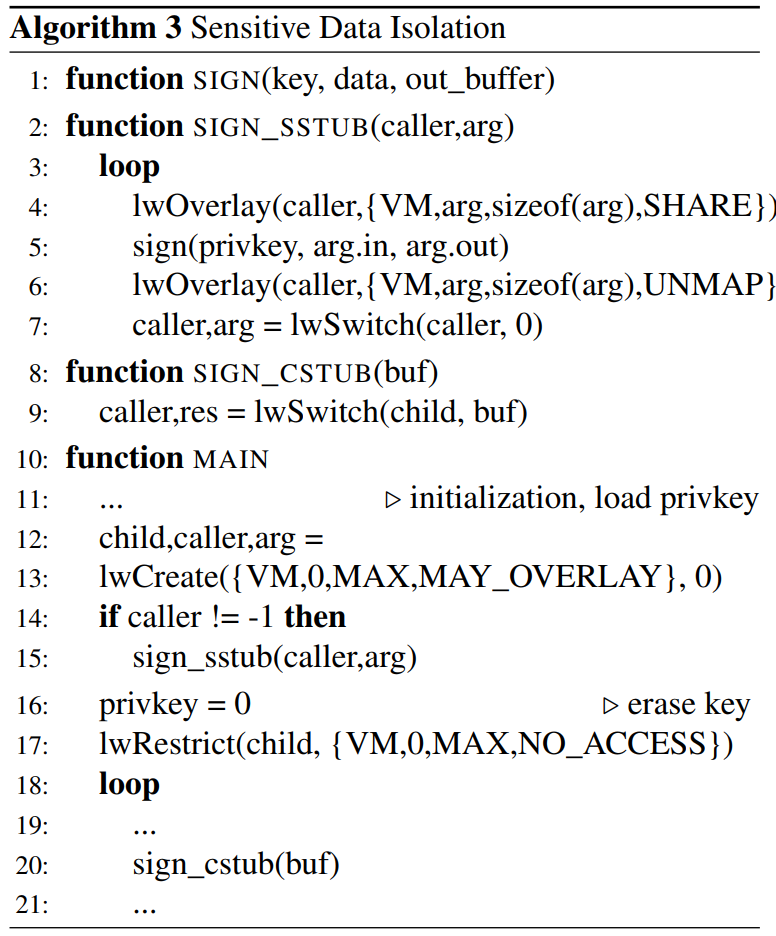 Algorithm 3 Sensitive Data Isolation
1: function SIGN(key, data, out_buffer)
2: function SIGN_SSTUB(caller,arg)
3: loop
4: lwOverlay(caller,{VM,arg,sizeof(arg),SHARE})
5: sign(privkey, arg.in, arg.out)
6: lwOverlay(caller,{VM,arg,sizeof(arg),UNMAP}
7: caller,arg = lwSwitch(caller, 0)
8: function SIGN_CSTUB(buf)
9: caller,res = lwSwitch(child, buf)
10: function MAIN
11: ... ▷ initialization, load privkey
12: child,caller,arg =
13: lwCreate({VM,0,MAX,MAY_OVERLAY}, 0)
14: if caller != -1 then
15: sign_sstub(caller,arg)
16: privkey = 0 ▷ erase key
17: lwRestrict(child, {VM,0,MAX,NO_ACCESS})
18: loop
19: ...
20: sign_cstub(buf)
21: ...